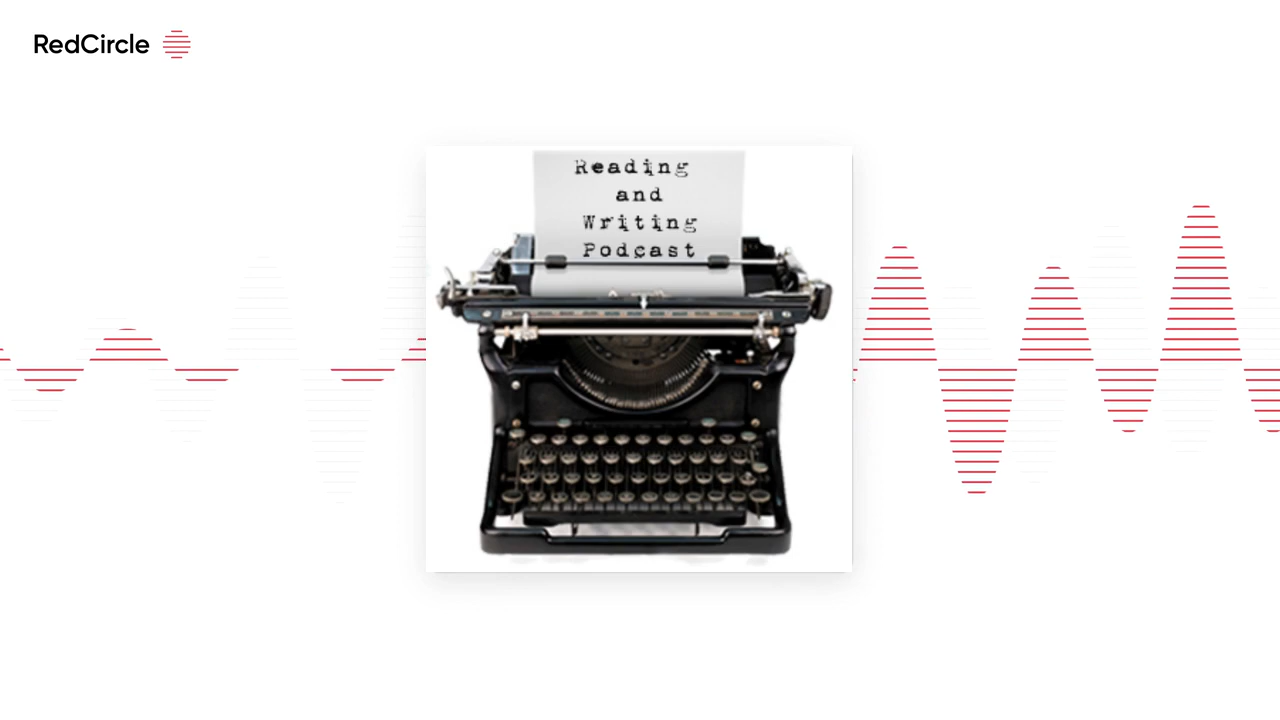 RedCircle
Reading
and
Writing
Podcast